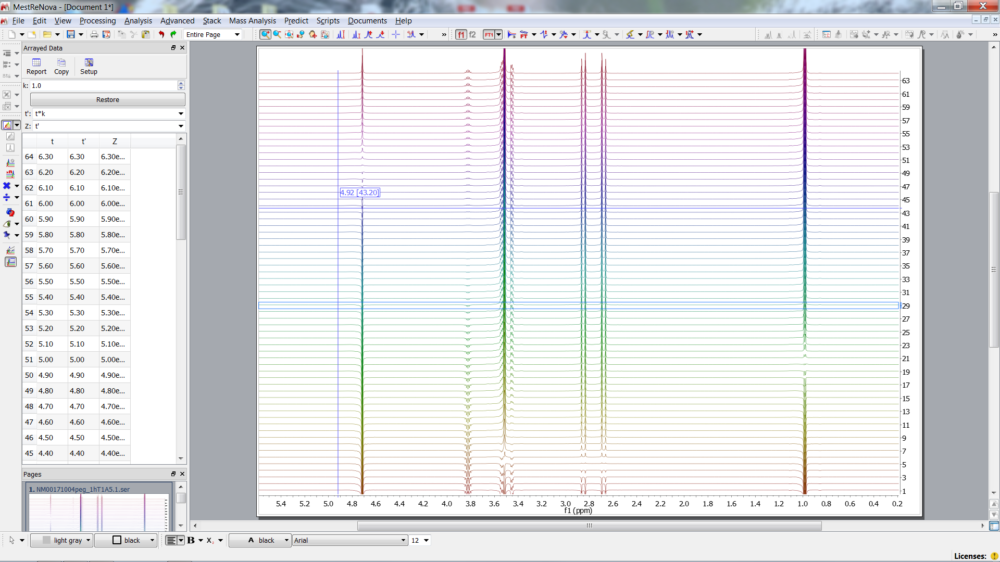 MestReNova - [Document 1*]
File Edit View Processing Analysis Advanced Stack Mass Analysis Predict Scripts Documents Help
Entire Page
f1 f2
FT1
Arrayed Data
Report Copy Setup
k: 1.0
Restore
t': t*k
Z: t'
t t' Z
64 6.30 6.30 6.30e...
63 6.20 6.20 6.20e...
62 6.10 6.10 6.10e...
61 6.00 6.00 6.00e...
60 5.90 5.90 5.90e...
59 5.80 5.80 5.80e...
58 5.70 5.70 5.70e...
57 5.60 5.60 5.60e...
56 5.50 5.50 5.50e...
55 5.40 5.40 5.40e...
54 5.30 5.30 5.30e...
53 5.20 5.20 5.20e...
52 5.10 5.10 5.10e...
51 5.00 5.00 5.00e...
50 4.90 4.90 4.90e...
49 4.80 4.80 4.80e...
48 4.70 4.70 4.70e...
47 4.60 4.60 4.60e...
46 4.50 4.50 4.50e...
45 4.40 4.40 4.40e...
Pages
1. NM00171004peg_1hT1A5.1.ser
4.92 [43.20]
63
61
59
57
55
53
51
49
47
45
43
41
39
37
35
33
31
29
27
25
23
21
19
17
15
13
11
9
7
5
3
1
5.4 5.2 5.0 4.8 4.6 4.4 4.2 4.0 3.8 3.6 3.4 3.2 3.0 2.8 2.6 2.4 2.2 2.0 1.8 1.6 1.4 1.2 1.0 0.8 0.6 0.4 0.2
f1 (ppm)
light gray black B X2 A black Arial 12
Licenses: